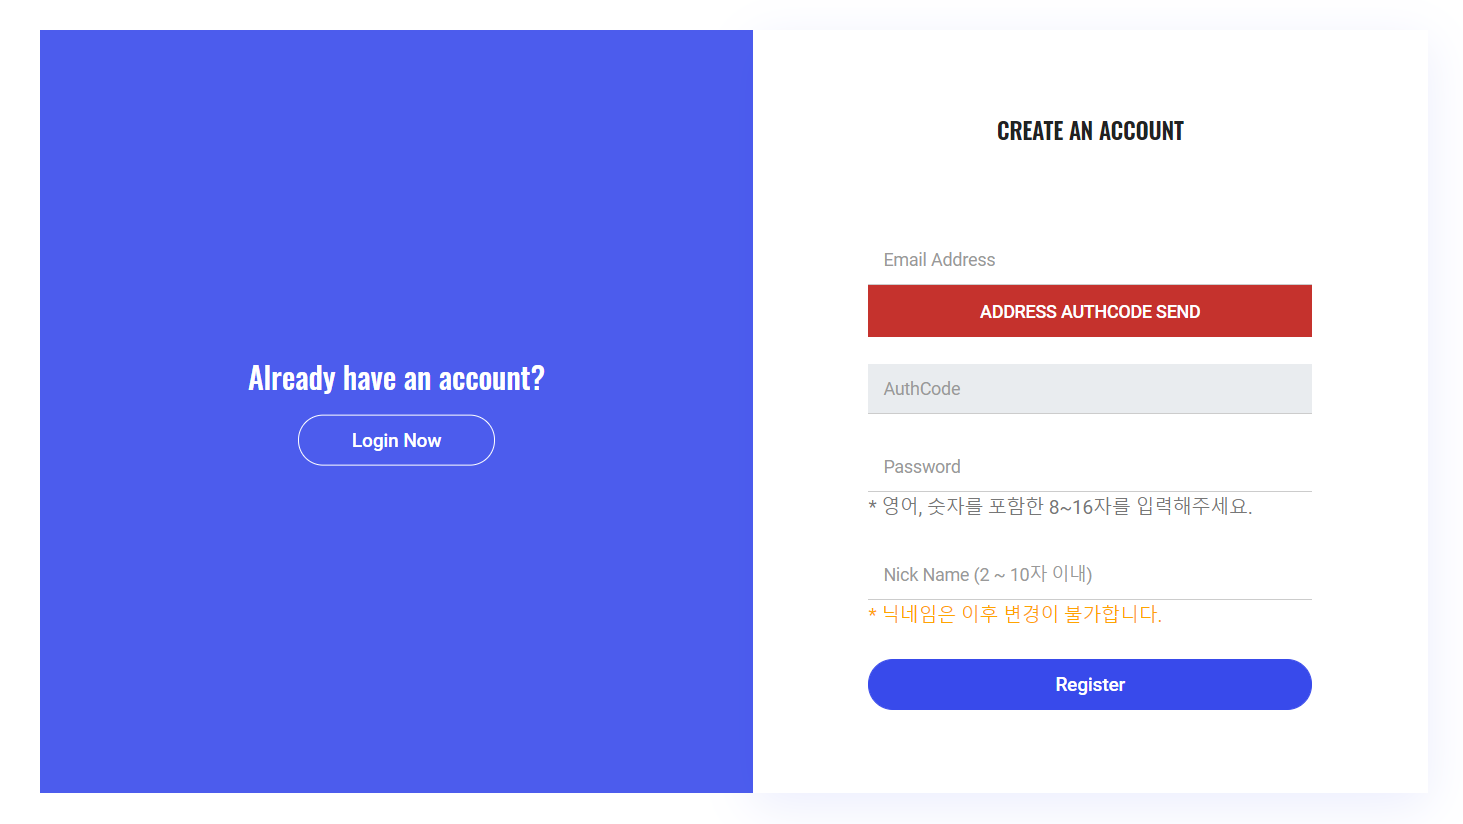 Already have an account?
Login Now
CREATE AN ACCOUNT
Email Address
ADDRESS AUTHCODE SEND
AuthCode
Password
* 영어, 숫자를 포함한 8~16자를 입력해주세요.
Nick Name (2 ~ 10자 이내)
* 닉네임은 이후 변경이 불가합니다.
Register